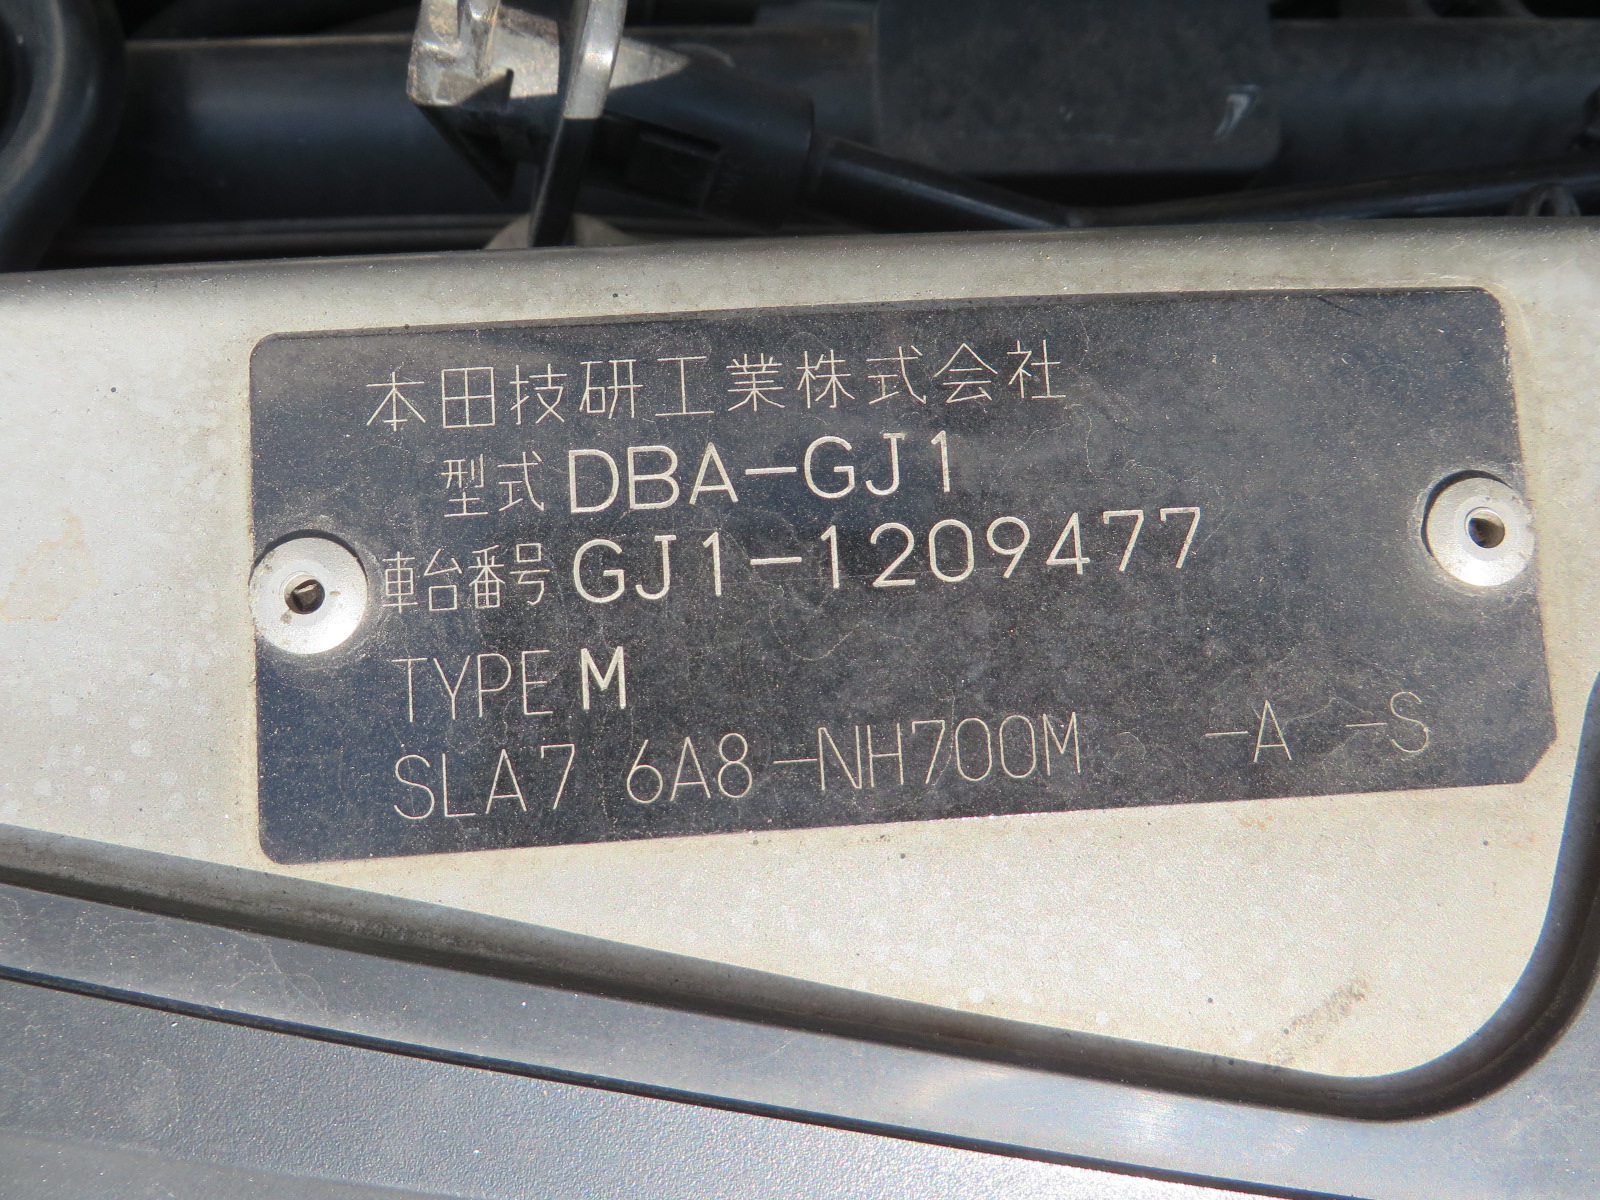 本田技研工業株式会社
型式 DBA-GJ1
車台番号 GJ1-1209477
TYPE M
SLA7 6A8-NH700M -A -S